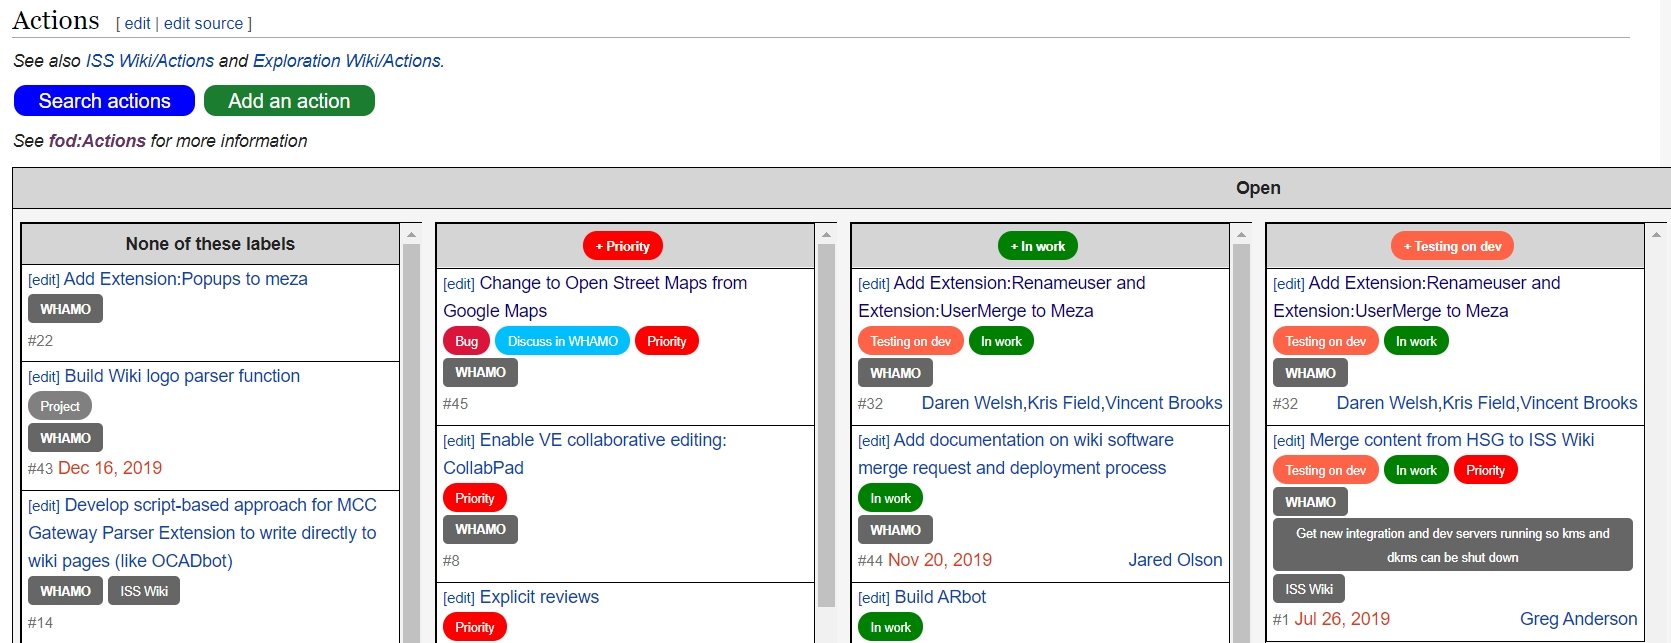 Actions [ edit | edit source ]
See also ISS Wiki/Actions and Exploration Wiki/Actions.
Search actions Add an action
See fod:Actions for more information
Open
None of these labels
[edit] Add Extension:Popups to meza
WHAMO
#22
[edit] Build Wiki logo parser function
Project
WHAMO
#43 Dec 16, 2019
[edit] Develop script-based approach for MCC
Gateway Parser Extension to write directly to
wiki pages (like OCADbot)
WHAMO ISS Wiki
#14
+ Priority
[edit] Change to Open Street Maps from
Google Maps
Bug Discuss in WHAMO Priority
WHAMO
#45
[edit] Enable VE collaborative editing:
CollabPad
Priority
WHAMO
#8
[edit] Explicit reviews
Priority
+ In work
[edit] Add Extension:Renameuser and
Extension:UserMerge to Meza
Testing on dev In work
WHAMO
#32 Daren Welsh,Kris Field,Vincent Brooks
[edit] Add documentation on wiki software
merge request and deployment process
In work
WHAMO
#44 Nov 20, 2019 Jared Olson
[edit] Build ARbot
In work
+ Testing on dev
[edit] Add Extension:Renameuser and
Extension:UserMerge to Meza
Testing on dev In work
WHAMO
#32 Daren Welsh,Kris Field,Vincent Brooks
[edit] Merge content from HSG to ISS Wiki
Testing on dev In work Priority
WHAMO
Get new integration and dev servers running so kms and
dkms can be shut down
ISS Wiki
#1 Jul 26, 2019 Greg Anderson